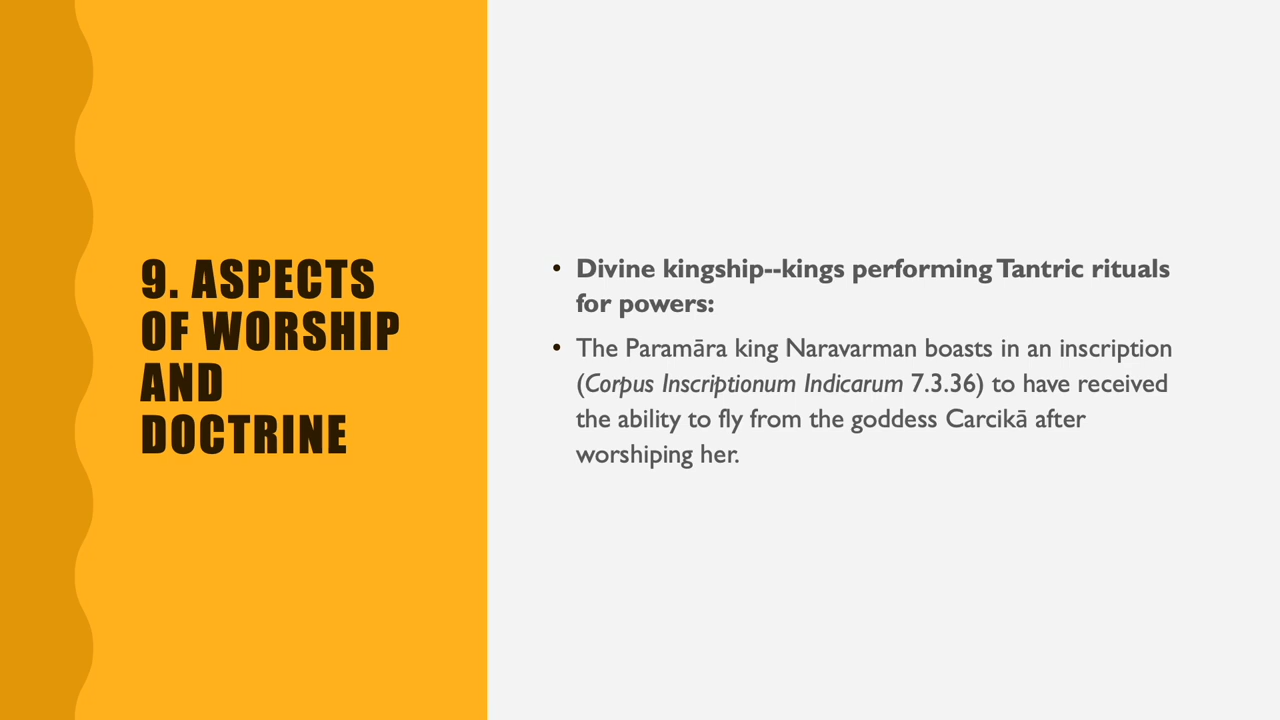 9. ASPECTS
OF WORSHIP
AND
DOCTRINE
• Divine kingship--kings performing Tantric rituals
for powers:
• The Paramāra king Naravarman boasts in an inscription
(Corpus Inscriptionum Indicarum 7.3.36) to have received
the ability to fly from the goddess Carcikā after
worshiping her.